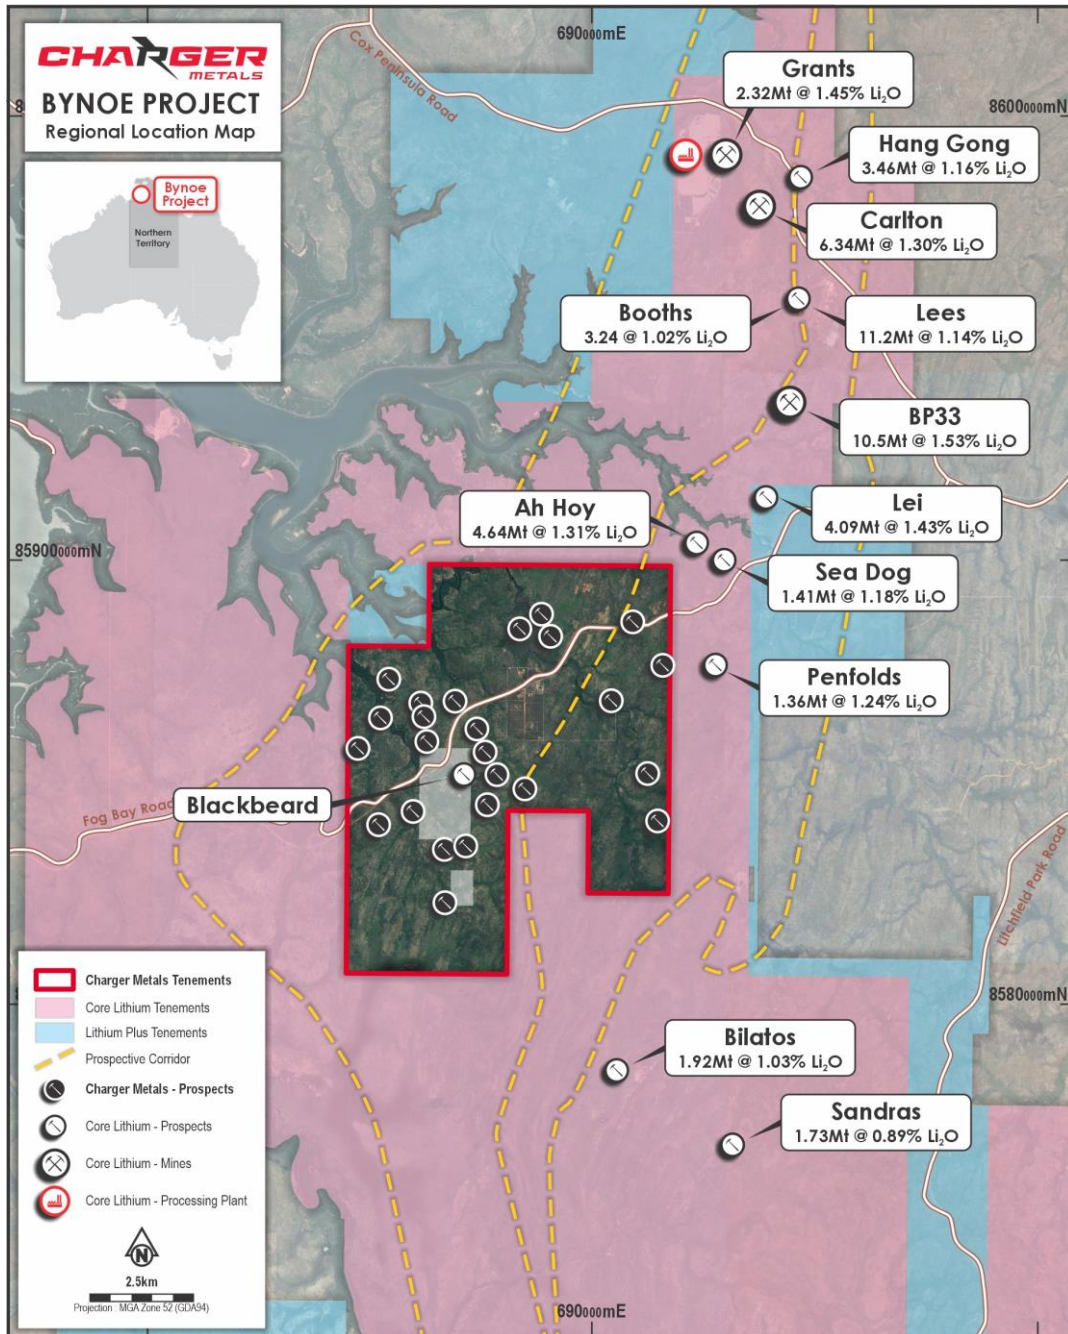 CHARGER
METALS
BYNOE PROJECT
Regional Location Map
Bynoe
Project
Northern
Territory
690000mE
Cox Peninsula Road
8600000mN
Grants
2.32Mt @ 1.45% Li₂O
Hang Gong
3.46Mt @ 1.16% Li₂O
Carlton
6.34Mt @ 1.30% Li₂O
Booths
3.24 @ 1.02% Li₂O
Lees
11.2Mt @ 1.14% Li₂O
BP33
10.5Mt @ 1.53% Li₂O
Ah Hoy
4.64Mt @ 1.31% Li₂O
Lei
4.09Mt @ 1.43% Li₂O
85900000mN
Sea Dog
1.41Mt @ 1.18% Li₂O
Penfolds
1.36Mt @ 1.24% Li₂O
Blackbeard
Fog Bay Road
Litchfield Park Road
8580000mN
Bilatos
1.92Mt @ 1.03% Li₂O
Sandras
1.73Mt @ 0.89% Li₂O
Charger Metals Tenements
Core Lithium Tenements
Lithium Plus Tenements
Prospective Corridor
Charger Metals - Prospects
Core Lithium - Prospects
Core Lithium - Mines
Core Lithium - Processing Plant
N
2.5km
Projection : MGA Zone 52 (GDA94)
690000mE